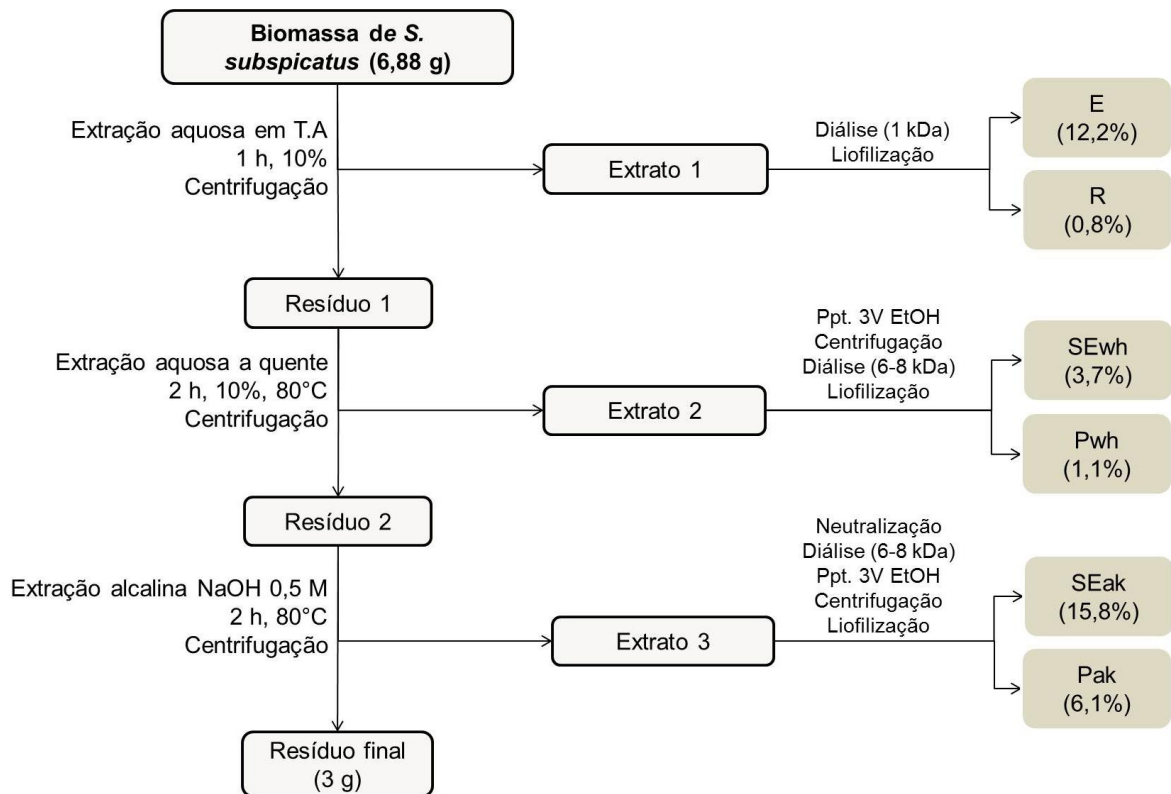 Biomassa de S.
subspicatus (6,88 g)
Extração aquosa em T.A
1 h, 10%
Centrifugação
Extrato 1
Diálise (1 kDa)
Liofilização
E
(12,2%)
R
(0,8%)
Resíduo 1
Extração aquosa a quente
2 h, 10%, 80°C
Centrifugação
Extrato 2
Ppt. 3V EtOH
Centrifugação
Diálise (6-8 kDa)
Liofilização
SEwh
(3,7%)
Pwh
(1,1%)
Resíduo 2
Extração alcalina NaOH 0,5 M
2 h, 80°C
Centrifugação
Extrato 3
Neutralização
Diálise (6-8 kDa)
Ppt. 3V EtOH
Centrifugação
Liofilização
SEak
(15,8%)
Pak
(6,1%)
Resíduo final
(3 g)